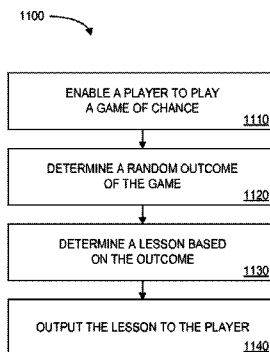 1100
ENABLE A PLAYER TO PLAY
A GAME OF CHANCE
1110
DETERMINE A RANDOM OUTCOME
OF THE GAME
1120
DETERMINE A LESSON BASED
ON THE OUTCOME
1130
OUTPUT THE LESSON TO THE PLAYER
1140